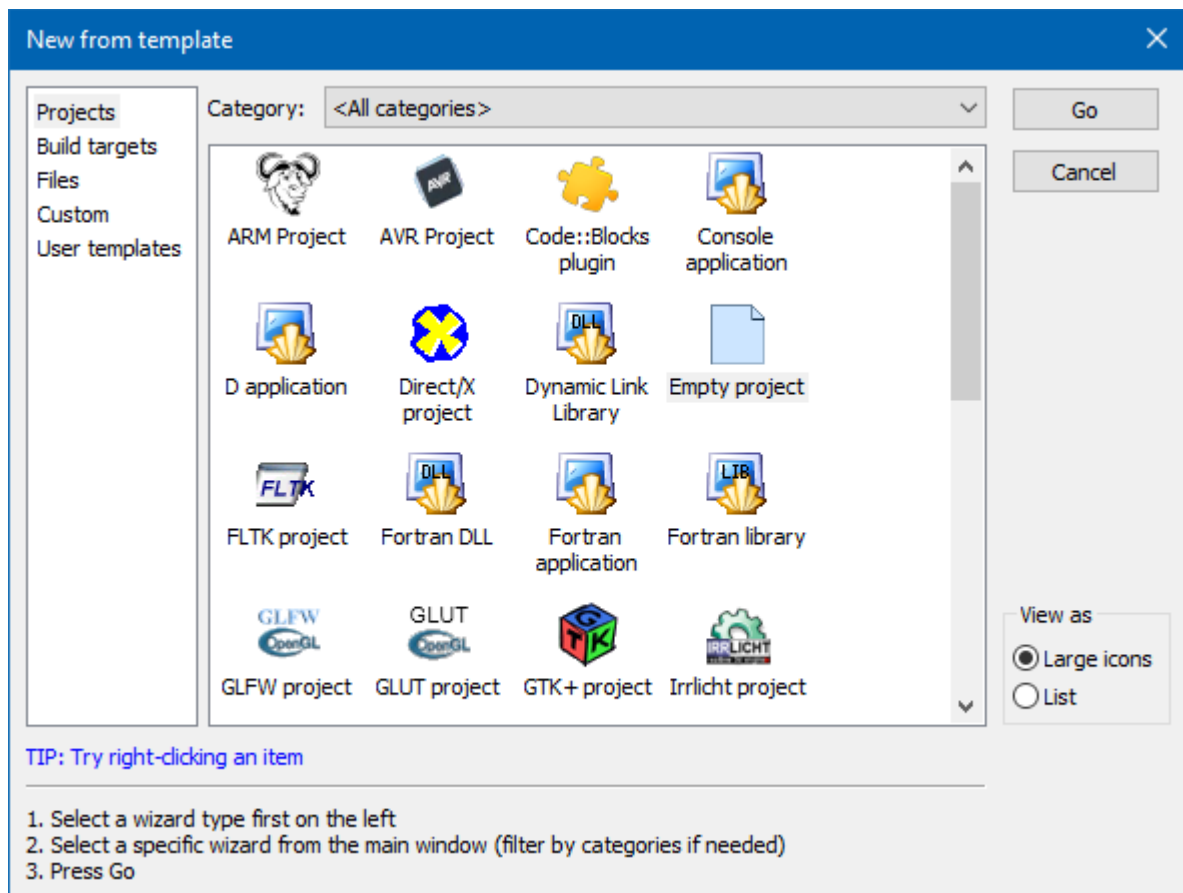 New from template
Projects
Build targets
Files
Custom
User templates
Category:
<All categories>
Go
Cancel
ARM Project
AVR
AVR Project
Code::Blocks
plugin
Console
application
D application
Direct/X
project
DLL
Dynamic Link
Library
Empty project
FLTK
FLTK project
DLL
Fortran DLL
Fortran
application
LIB
Fortran library
GLFW
OpenGL
GLFW project
GLUT
OpenGL
GLUT project
GTK
GTK+ project
IRRLICHT
Irrlicht project
View as
Large icons
List
TIP: Try right-clicking an item
1. Select a wizard type first on the left
2. Select a specific wizard from the main window (filter by categories if needed)
3. Press Go